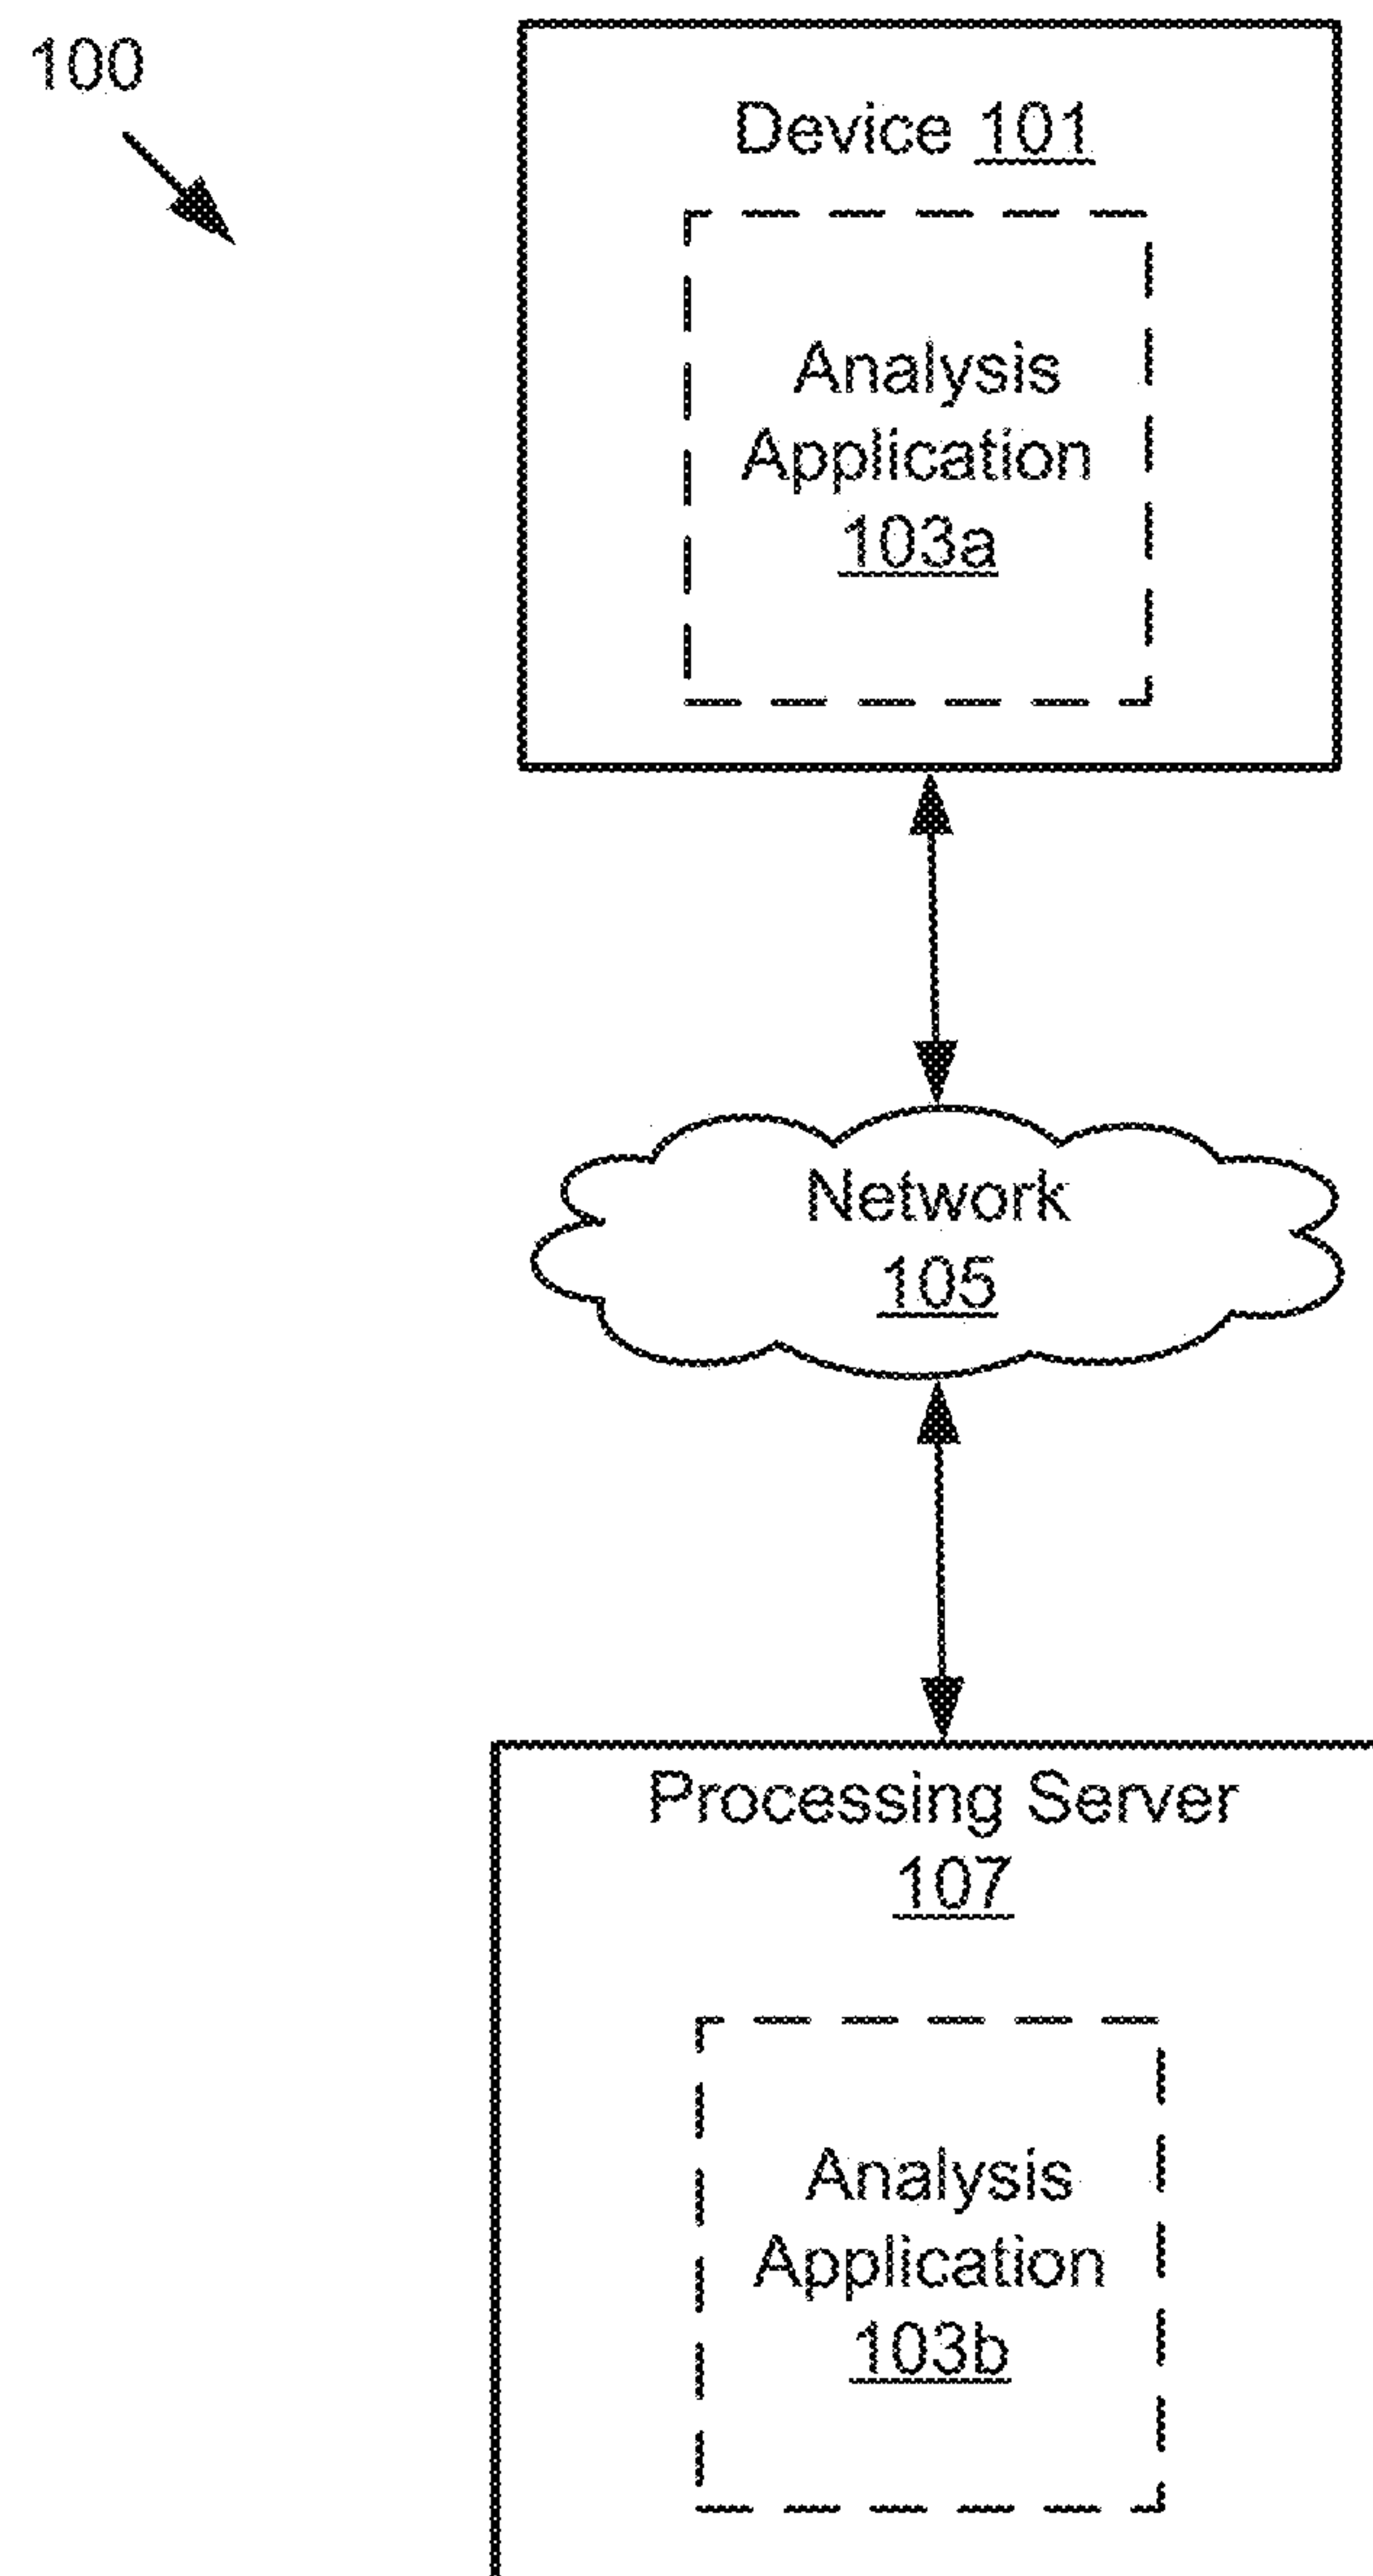 100
Device 101
Analysis
Application
103a
Network
105
Processing Server
107
Analysis
Application
103b